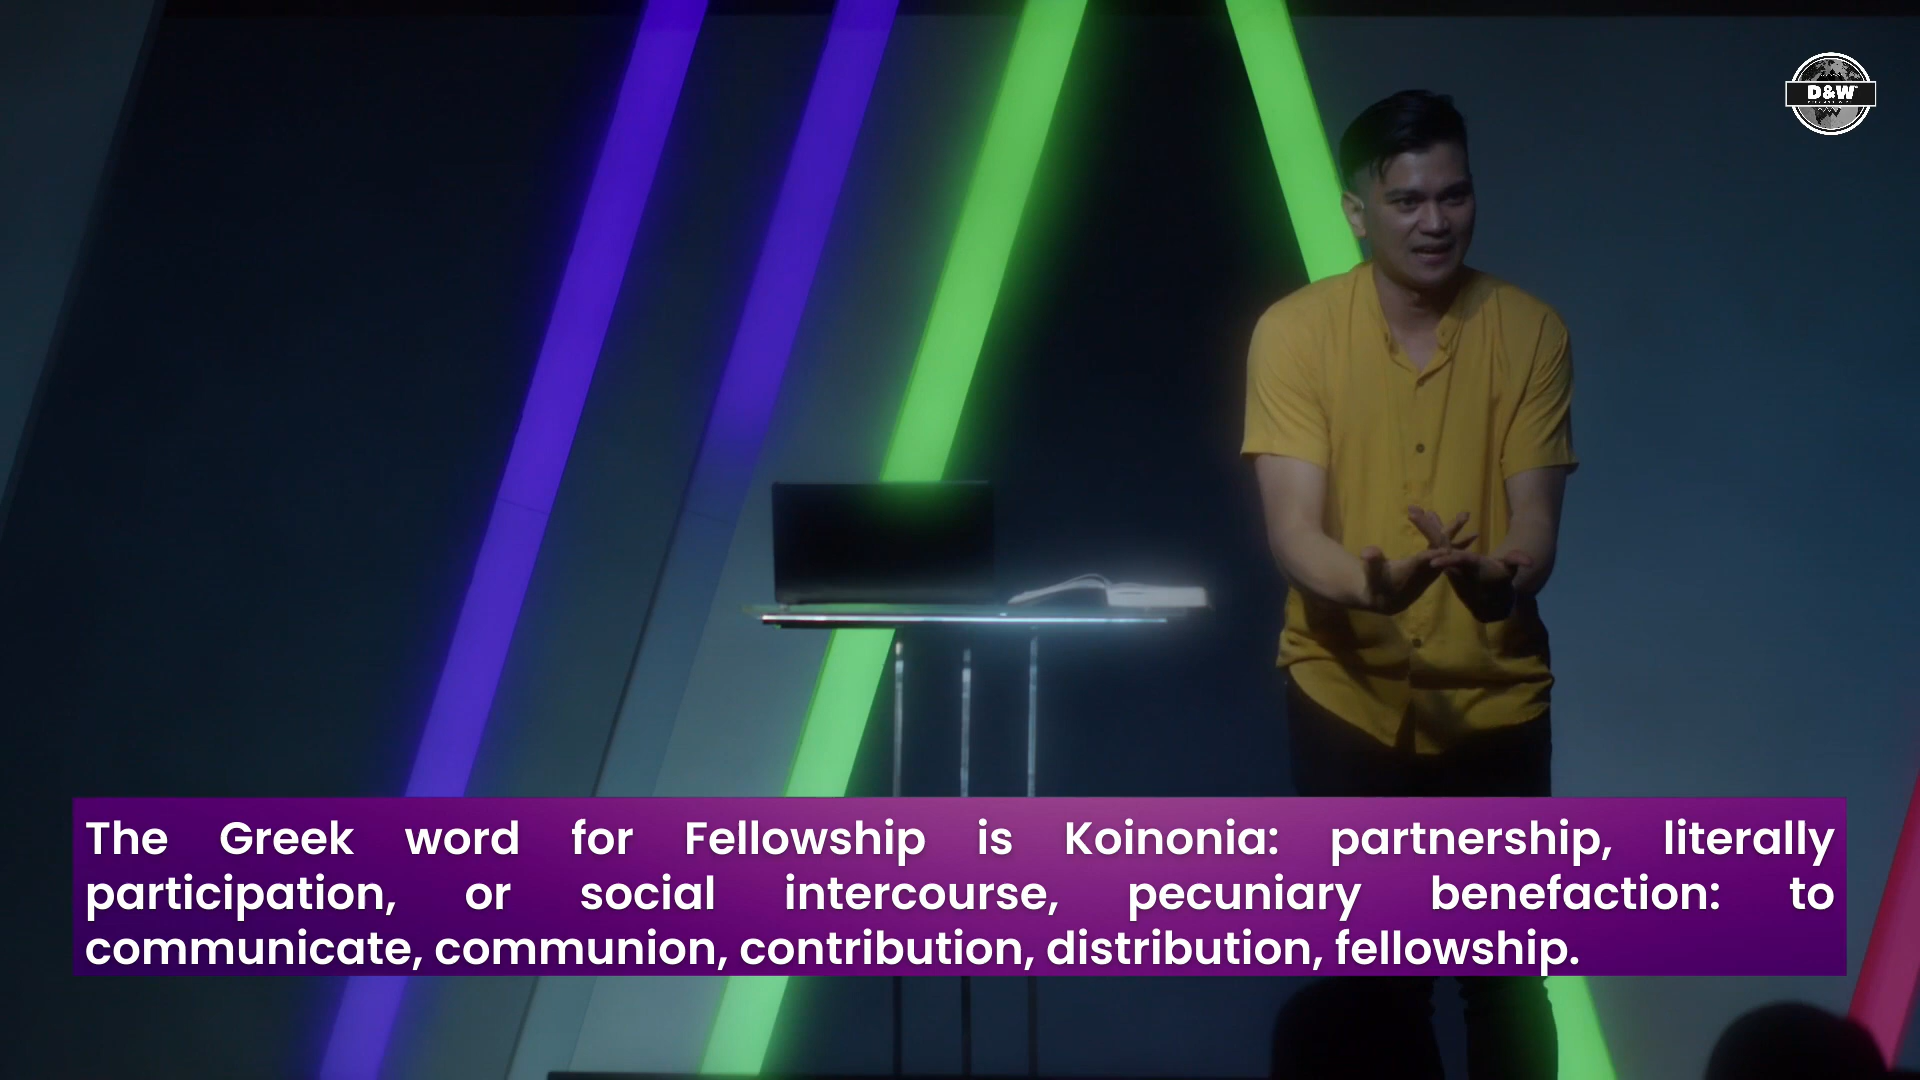 D&W
The Greek word for Fellowship is Koinonia: partnership, literally
participation, or social intercourse, pecuniary benefaction: to
communicate, communion, contribution, distribution, fellowship.